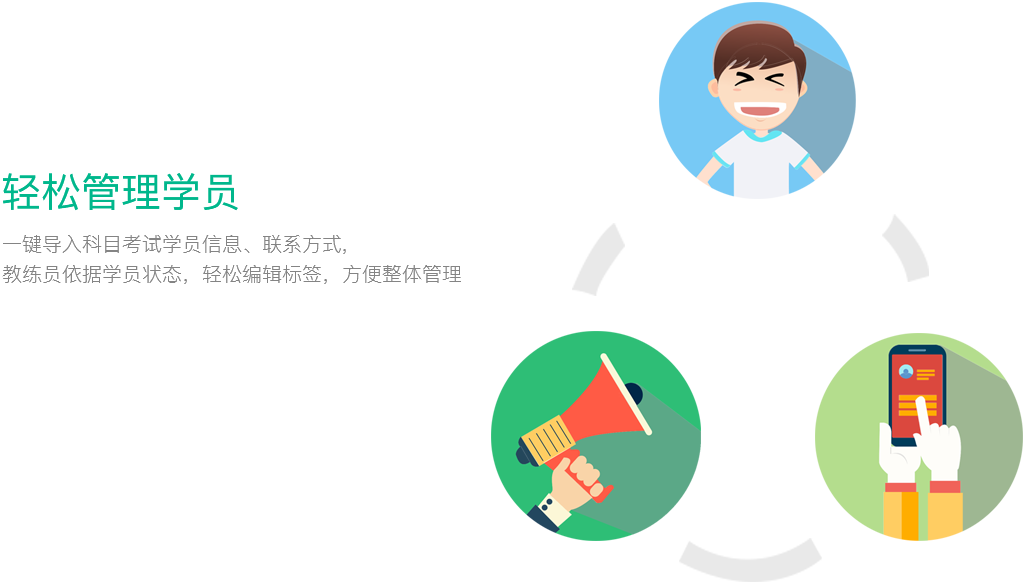 轻松管理学员
一键导入科目考试学员信息、联系方式,
教练员依据学员状态，轻松编辑标签，方便整体管理